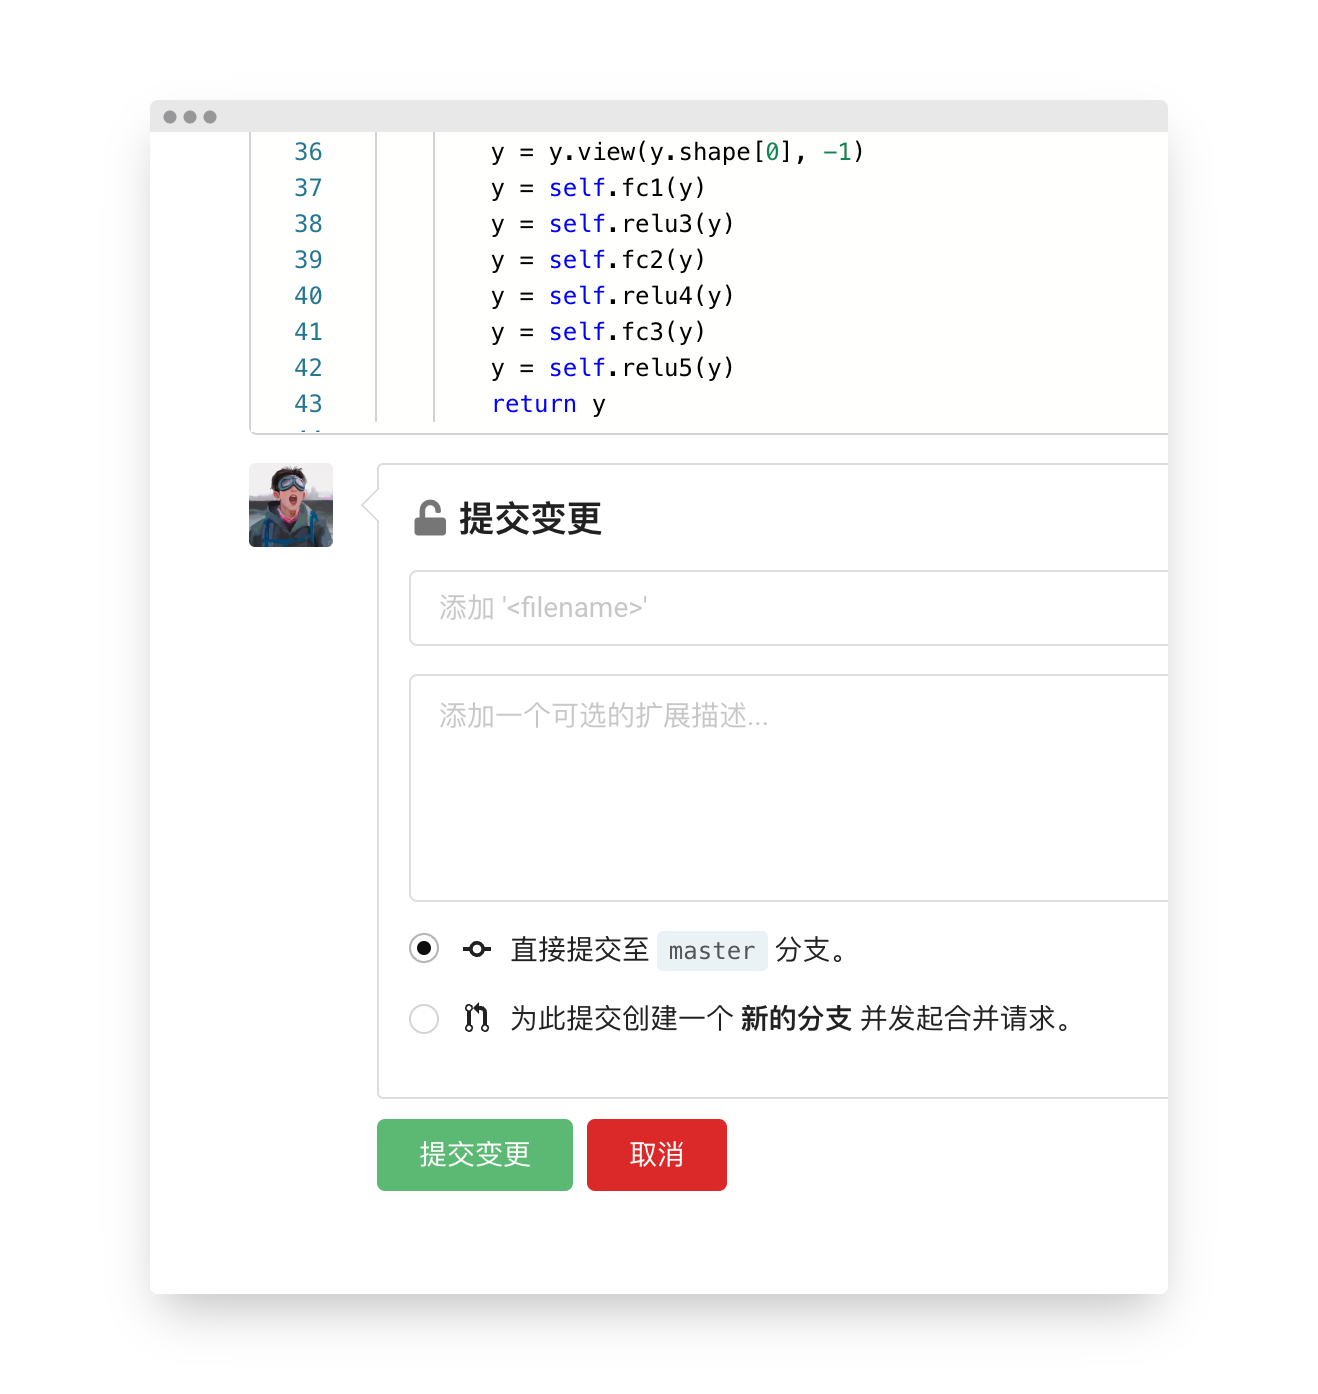 36 y = y.view(y.shape[0], -1)
37 y = self.fc1(y)
38 y = self.relu3(y)
39 y = self.fc2(y)
40 y = self.relu4(y)
41 y = self.fc3(y)
42 y = self.relu5(y)
43 return y
提交变更
添加 '<filename>'
添加一个可选的扩展描述...
直接提交至 master 分支。
为此提交创建一个 新的分支 并发起合并请求。
提交变更 取消